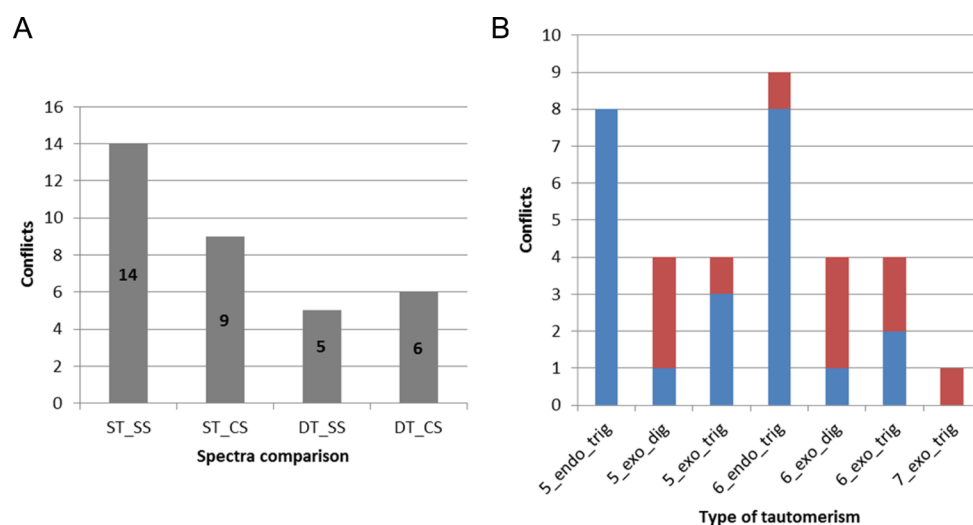 A
Conflicts
16
14
12
10
8
6
4
2
0
14
9
5
6
ST_SS ST_CS DT_SS DT_CS
Spectra comparison
B
Conflicts
10
9
8
7
6
5
4
3
2
1
0
5_endo_trig
5_exo_dig
5_exo_trig
6_endo_trig
6_exo_dig
6_exo_trig
7_exo_trig
Type of tautomerism